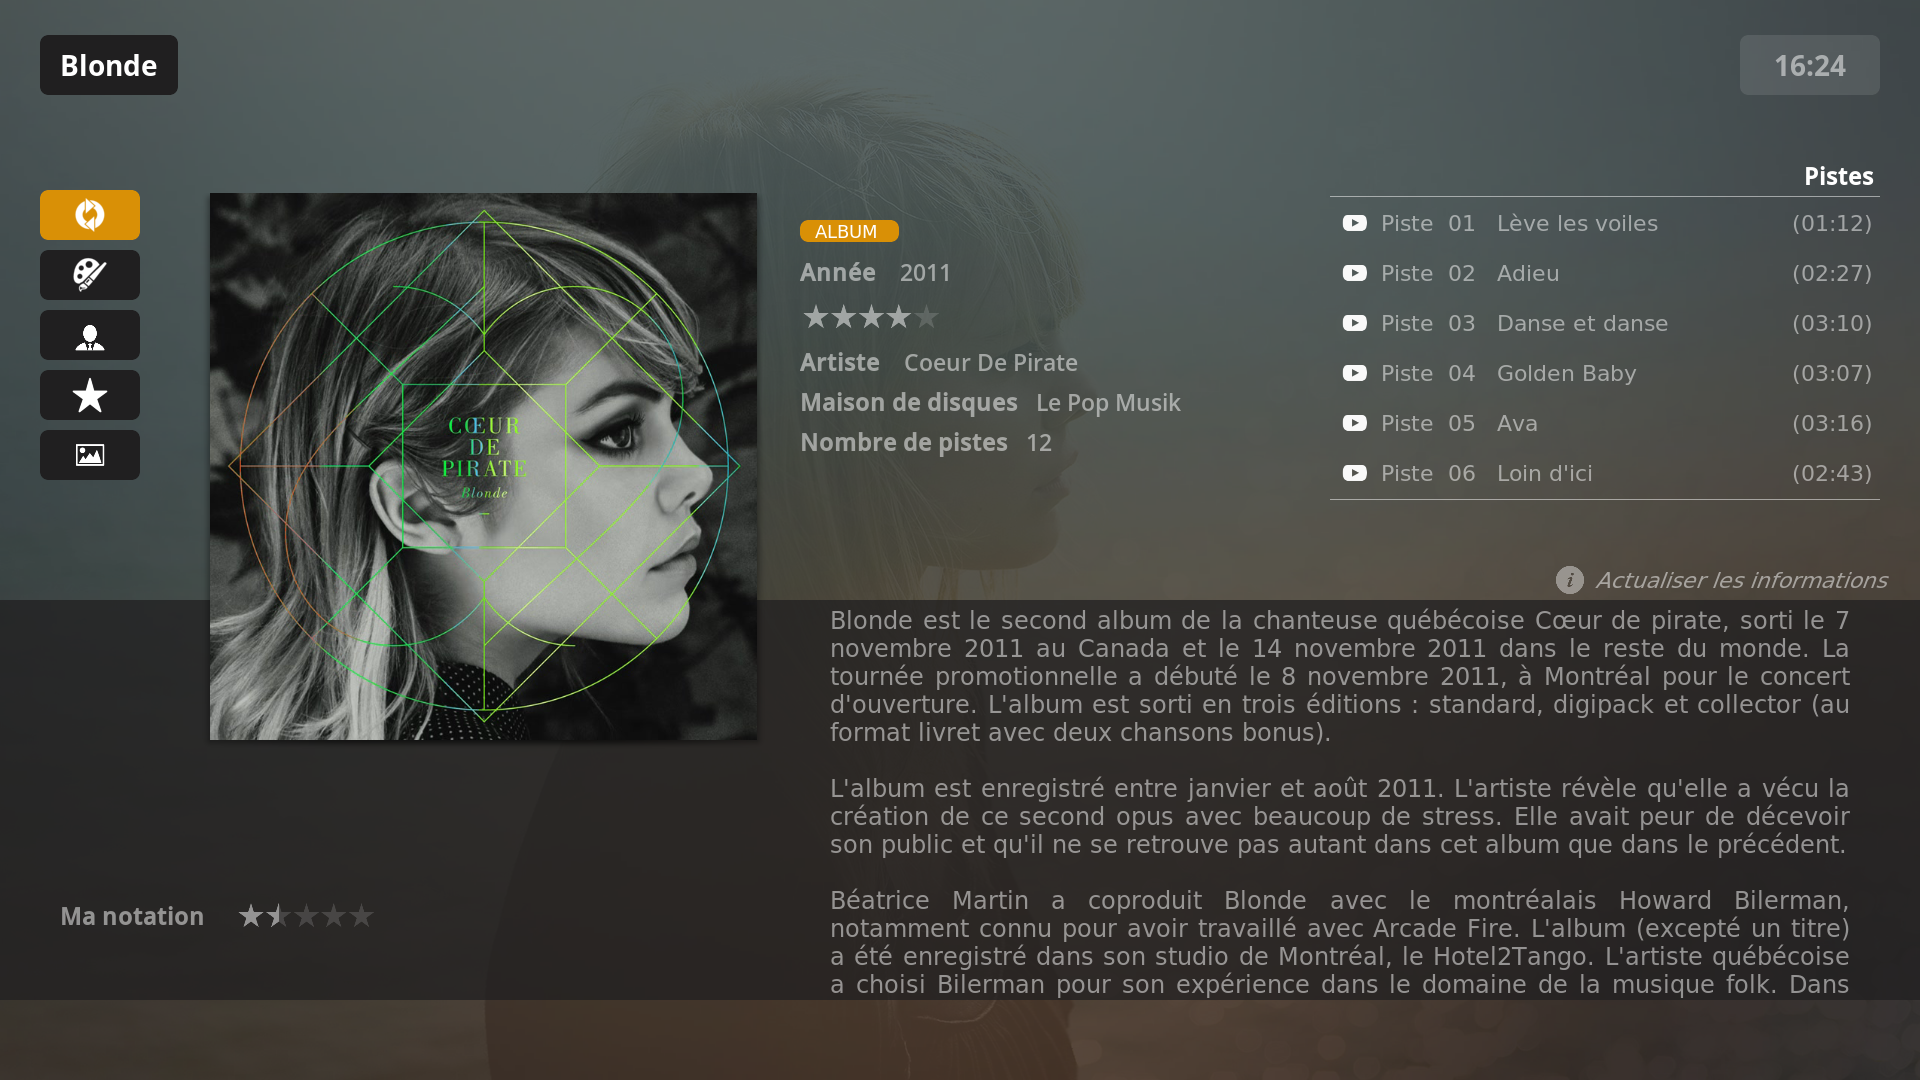 Blonde
16:24
CŒUR
DE
PIRATE
Blonde
ALBUM
Année 2011
Artiste Coeur De Pirate
Maison de disques Le Pop Musik
Nombre de pistes 12
Pistes
Piste 01 Lève les voiles (01:12)
Piste 02 Adieu (02:27)
Piste 03 Danse et danse (03:10)
Piste 04 Golden Baby (03:07)
Piste 05 Ava (03:16)
Piste 06 Loin d'ici (02:43)
i Actualiser les informations
Blonde est le second album de la chanteuse québécoise Cœur de pirate, sorti le 7
novembre 2011 au Canada et le 14 novembre 2011 dans le reste du monde. La
tournée promotionnelle a débuté le 8 novembre 2011, à Montréal pour le concert
d'ouverture. L'album est sorti en trois éditions : standard, digipack et collector (au
format livret avec deux chansons bonus).
L'album est enregistré entre janvier et août 2011. L'artiste révèle qu'elle a vécu la
création de ce second opus avec beaucoup de stress. Elle avait peur de décevoir
son public et qu'il ne se retrouve pas autant dans cet album que dans le précédent.
Béatrice Martin a coproduit Blonde avec le montréalais Howard Bilerman,
notamment connu pour avoir travaillé avec Arcade Fire. L'album (excepté un titre)
a été enregistré dans son studio de Montréal, le Hotel2Tango. L'artiste québécoise
a choisi Bilerman pour son expérience dans le domaine de la musique folk. Dans
Ma notation